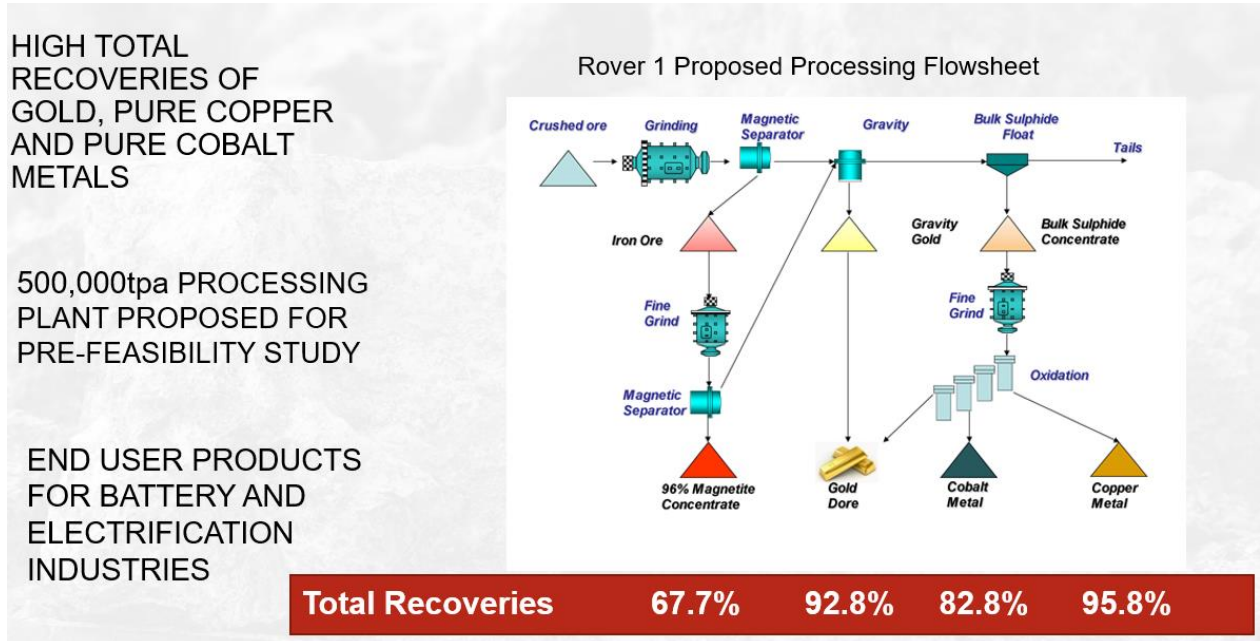 HIGH TOTAL
RECOVERIES OF
GOLD, PURE COPPER
AND PURE COBALT
METALS
500,000tpa PROCESSING
PLANT PROPOSED FOR
PRE-FEASIBILITY STUDY
END USER PRODUCTS
FOR BATTERY AND
ELECTRIFICATION
INDUSTRIES
Rover 1 Proposed Processing Flowsheet
Crushed ore
Grinding
Magnetic
Separator
Gravity
Bulk Sulphide
Float
Tails
Iron Ore
Gravity
Gold
Bulk Sulphide
Concentrate
Fine
Grind
Fine
Grind
Magnetic
Separator
Oxidation
96% Magnetite
Concentrate
Gold
Dore
Cobalt
Metal
Copper
Metal
Total Recoveries 67.7% 92.8% 82.8% 95.8%